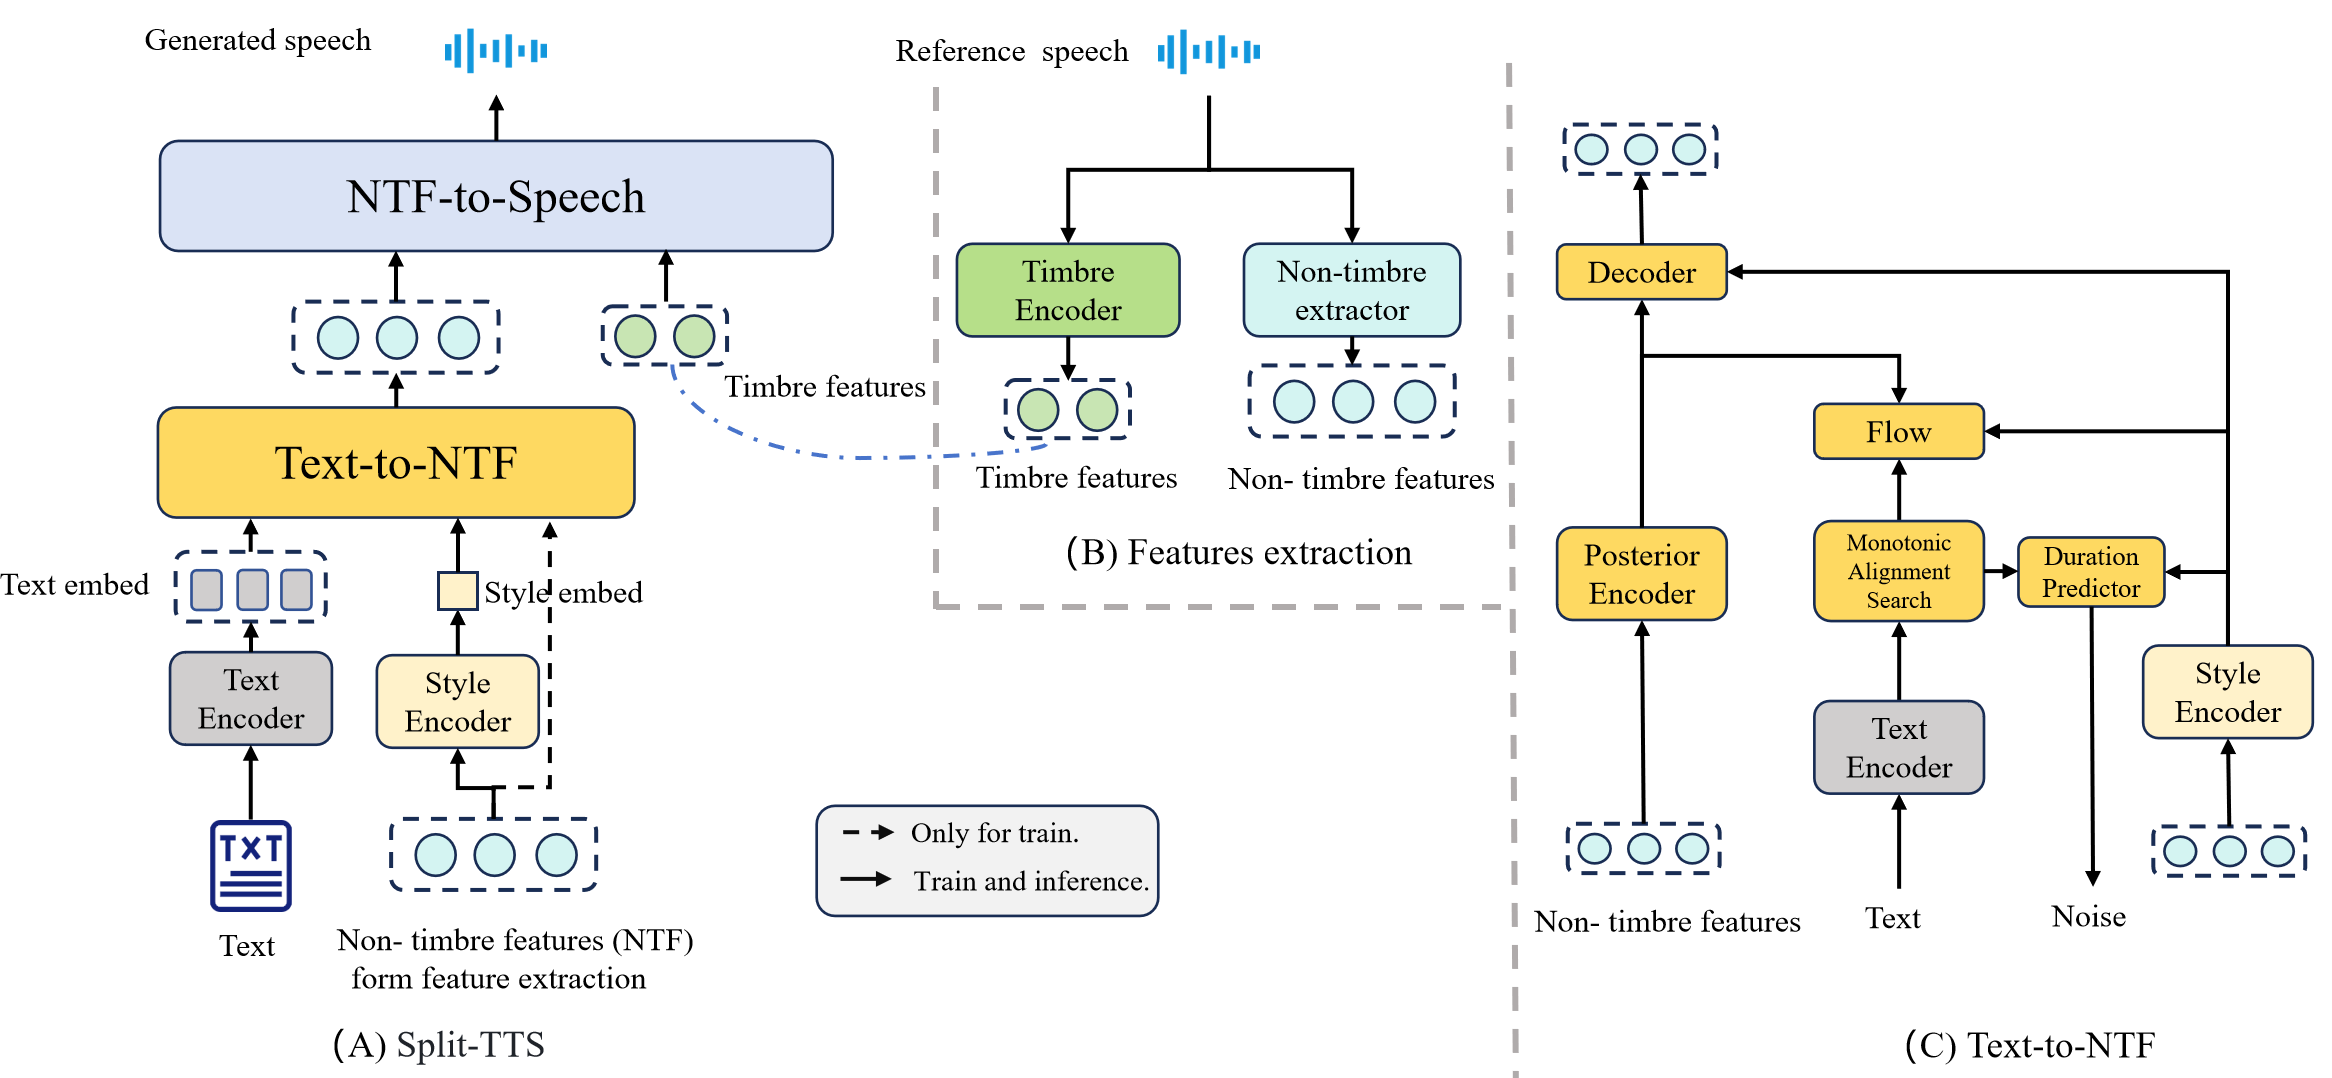 Generated speech
NTF-to-Speech
Timbre features
Text-to-NTF
Text embed
Style embed
Text
Encoder
Style
Encoder
TXT
Text
Non- timbre features (NTF)
form feature extraction
(A) Split-TTS
Reference speech
Timbre
Encoder
Non-timbre
extractor
Timbre features
Non- timbre features
(B) Features extraction
Only for train.
Train and inference.
Decoder
Flow
Posterior
Encoder
Monotonic
Alignment
Search
Duration
Predictor
Style
Encoder
Text
Encoder
Non- timbre features
Text
Noise
(C) Text-to-NTF